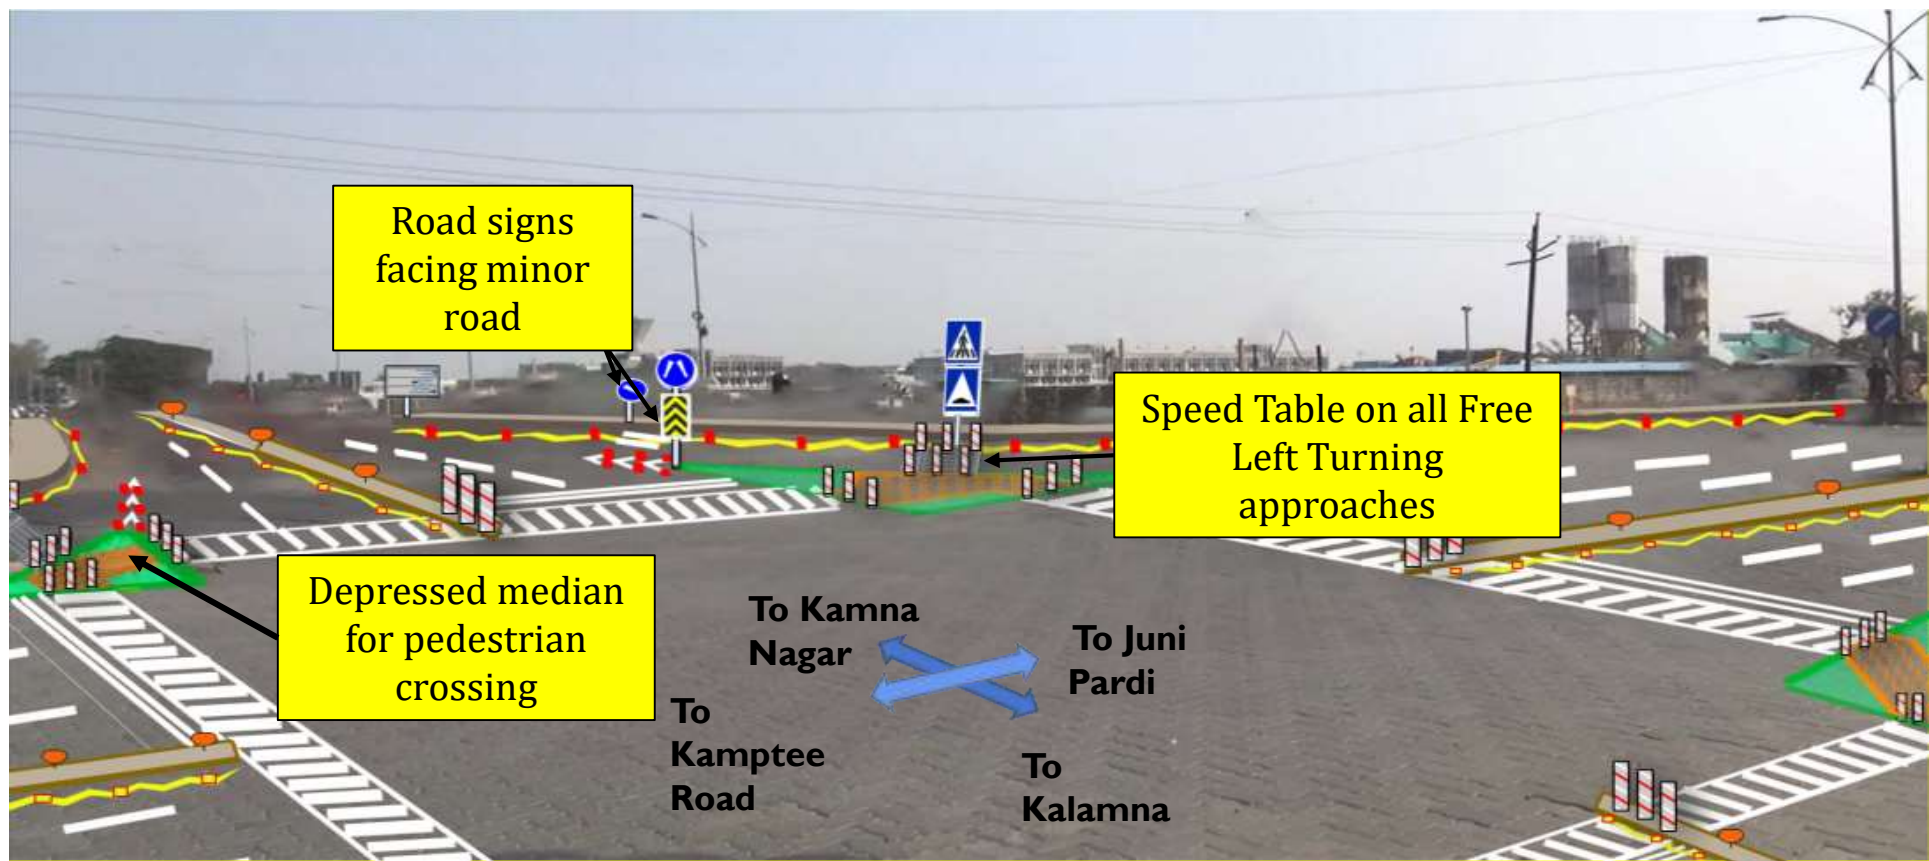 Road signs
facing minor
road
Speed Table on all Free
Left Turning
approaches
Depressed median
for pedestrian
crossing
To Kamna
Nagar
To Juni
Pardi
To
Kamptee
Road
To
Kalamna